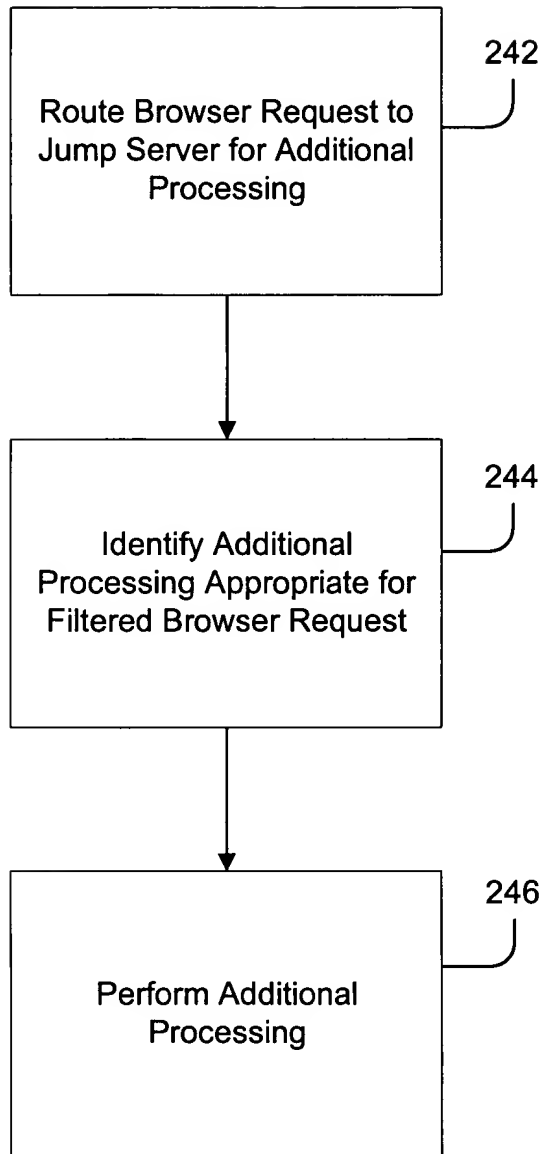 242
Route Browser Request to
Jump Server for Additional
Processing
244
Identify Additional
Processing Appropriate for
Filtered Browser Request
246
Perform Additional
Processing